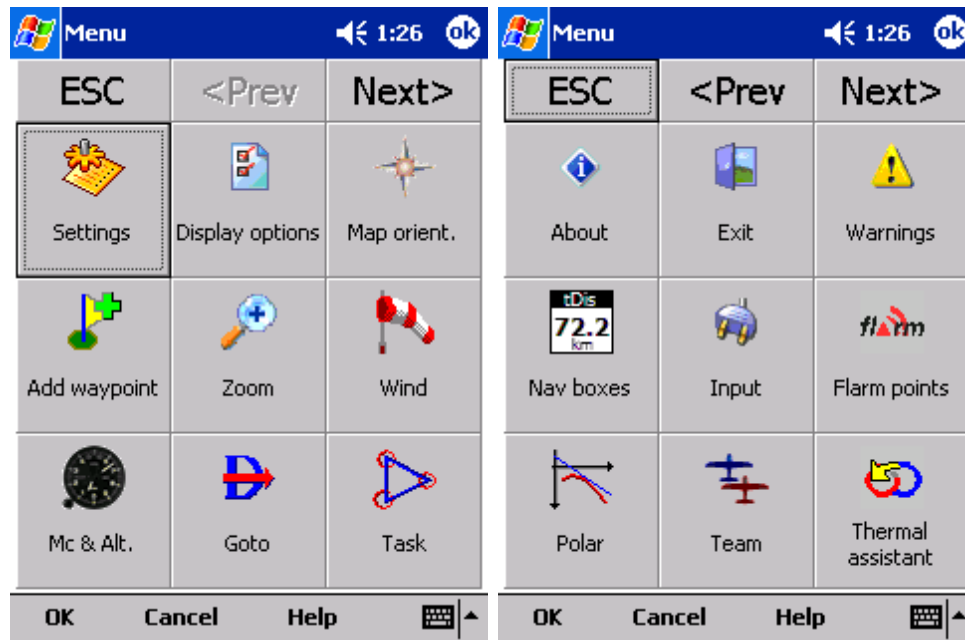 Menu
1:26 ok
ESC
<Prev
Next>
Settings
Display options
Map orient.
Add waypoint
Zoom
Wind
Mc & Alt.
Goto
Task
OK
Cancel
Help
Menu
1:26 ok
ESC
<Prev
Next>
About
Exit
Warnings
tDis
72.2
km
Nav boxes
Input
flarm
Flarm points
Polar
Team
Thermal
assistant
OK
Cancel
Help